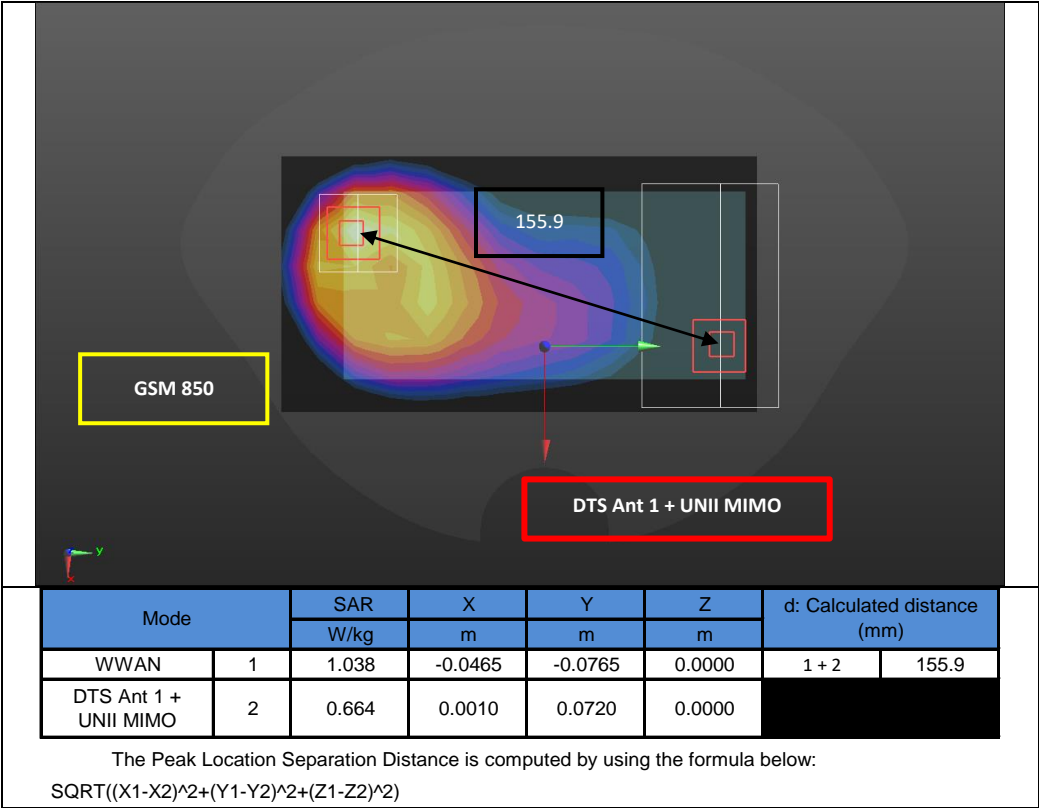 155.9
GSM 850
DTS Ant 1 + UNII MIMO
y
x
Mode SAR X Y Z d: Calculated distance (mm)
W/kg m m m
WWAN 1 1.038 -0.0465 -0.0765 0.0000 1 + 2 155.9
DTS Ant 1 + UNII MIMO 2 0.664 0.0010 0.0720 0.0000
The Peak Location Separation Distance is computed by using the formula below:
SQRT((X1-X2)^2+(Y1-Y2)^2+(Z1-Z2)^2)